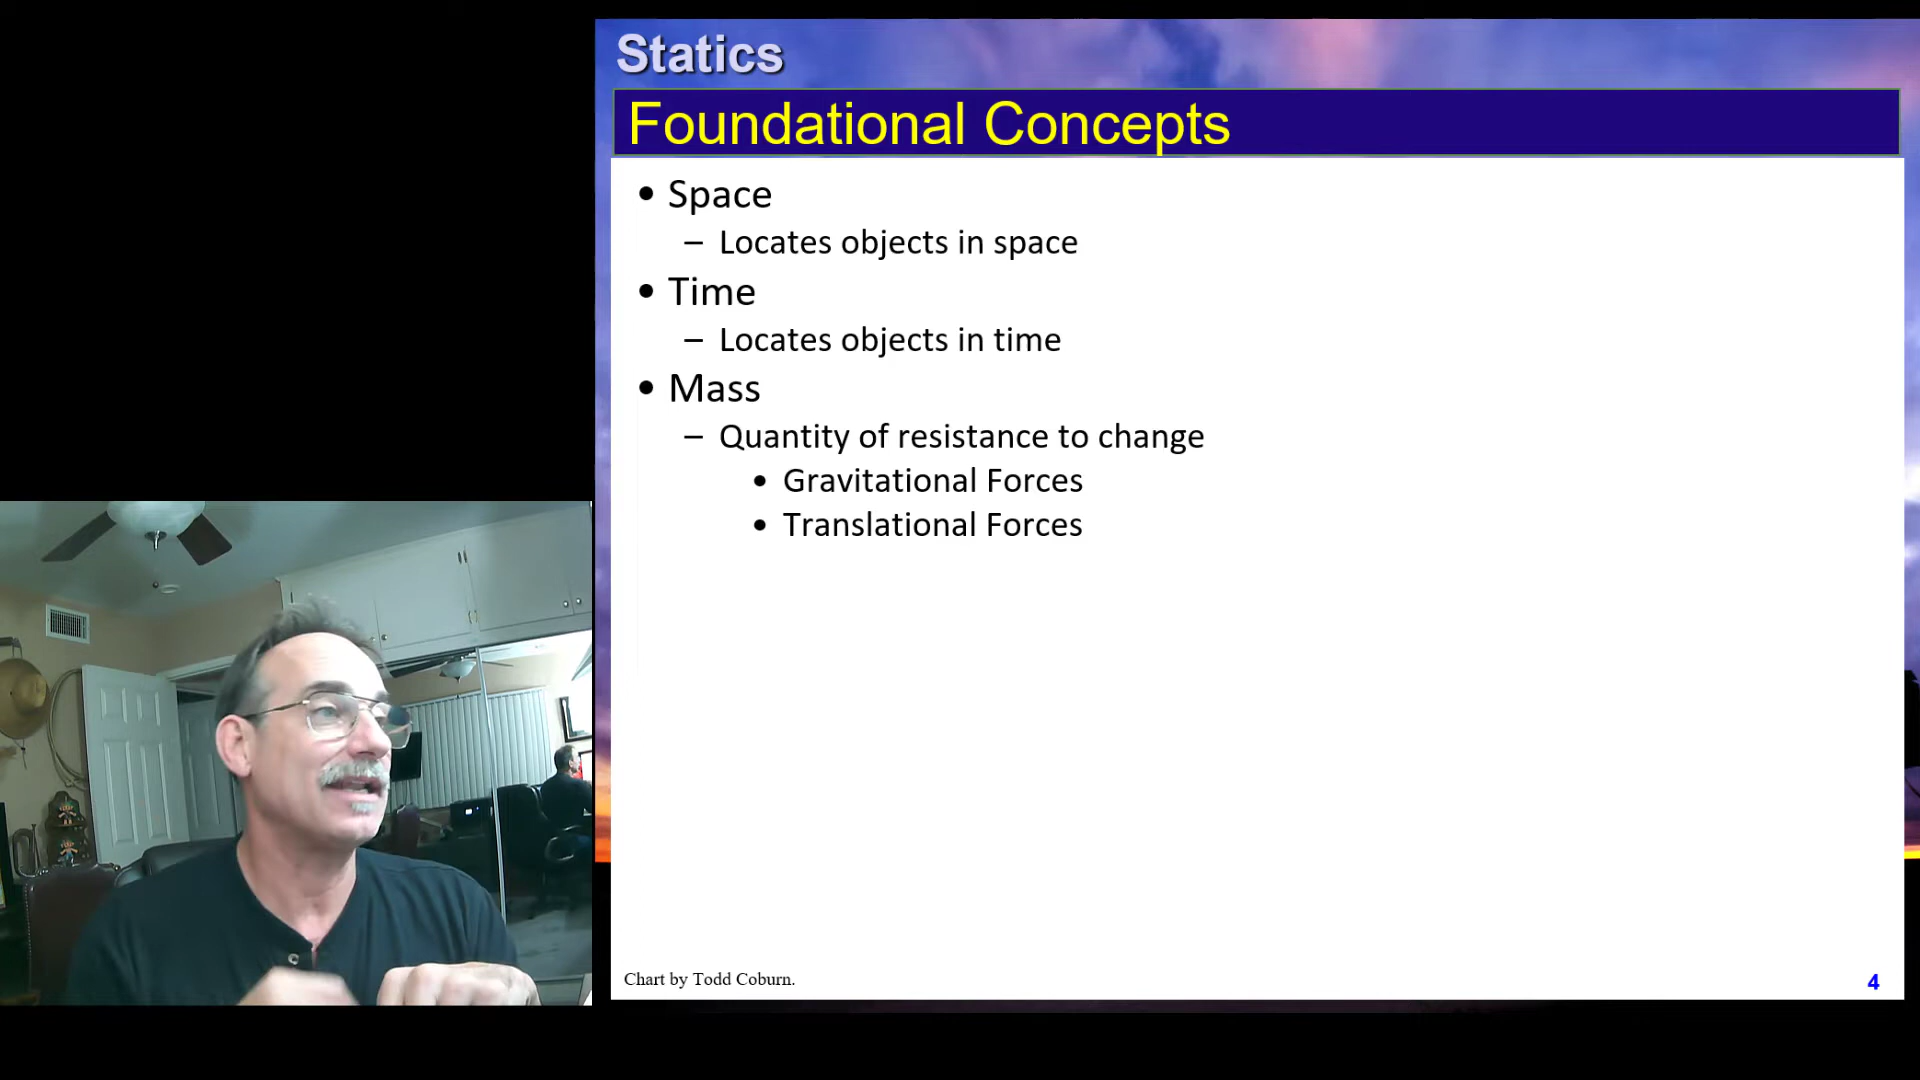 Statics
Foundational Concepts
• Space
– Locates objects in space
• Time
– Locates objects in time
• Mass
– Quantity of resistance to change
• Gravitational Forces
• Translational Forces
Chart by Todd Coburn.
4